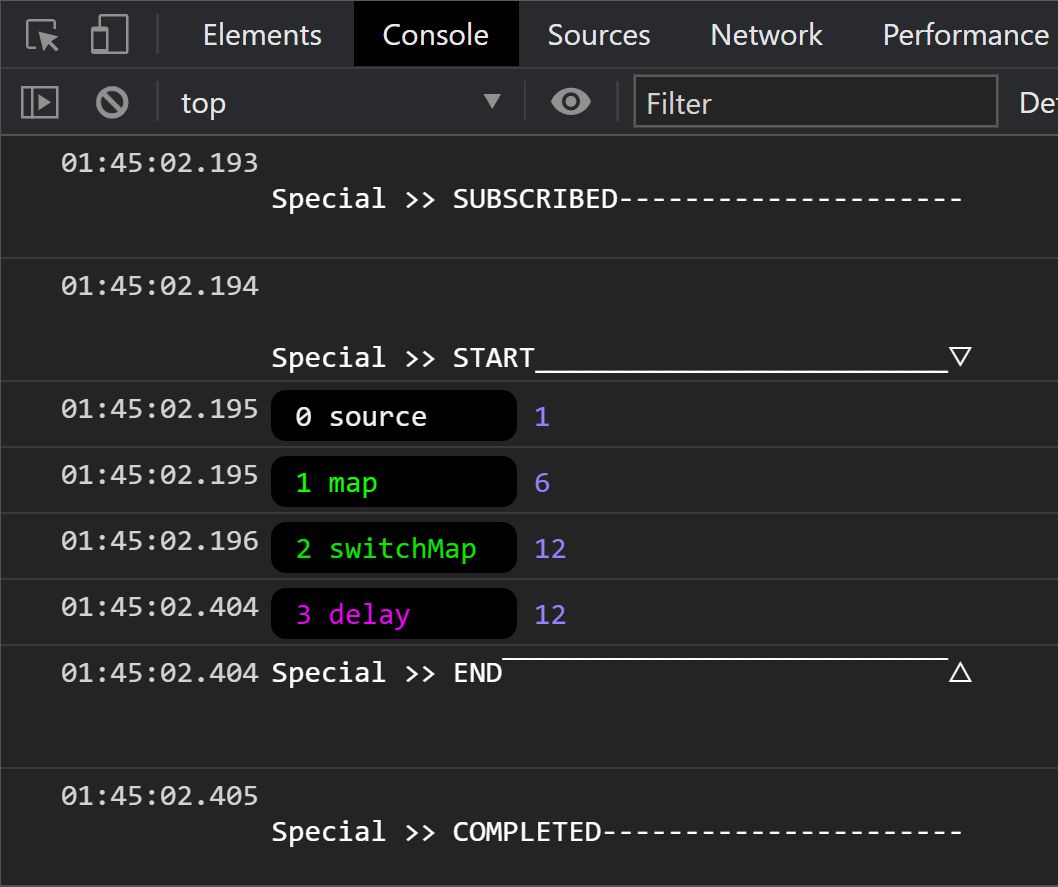 Elements Console Sources Network Performance
top Filter De
01:45:02.193
Special >> SUBSCRIBED---------------------
01:45:02.194
Special >> START_________________________▽
01:45:02.195 0 source 1
01:45:02.195 1 map 6
01:45:02.196 2 switchMap 12
01:45:02.404 3 delay 12
01:45:02.404 Special >> END‾‾‾‾‾‾‾‾‾‾‾‾‾‾‾‾‾‾‾‾‾‾‾‾‾‾‾△
01:45:02.405
Special >> COMPLETED----------------------